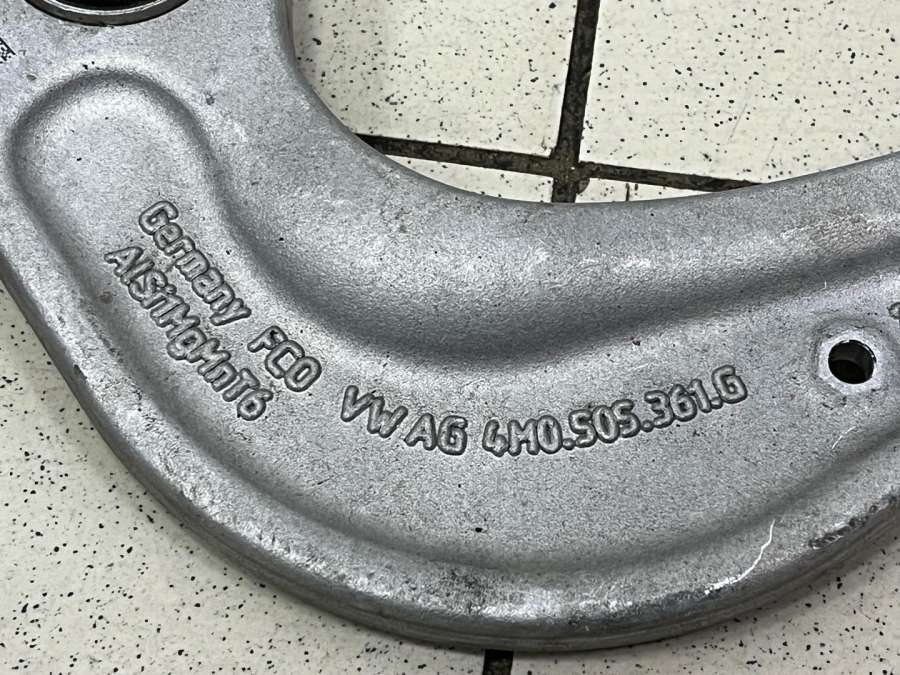 Germany FCO
AlSi1MgMnT6
VW AG 4M0.505.361.G